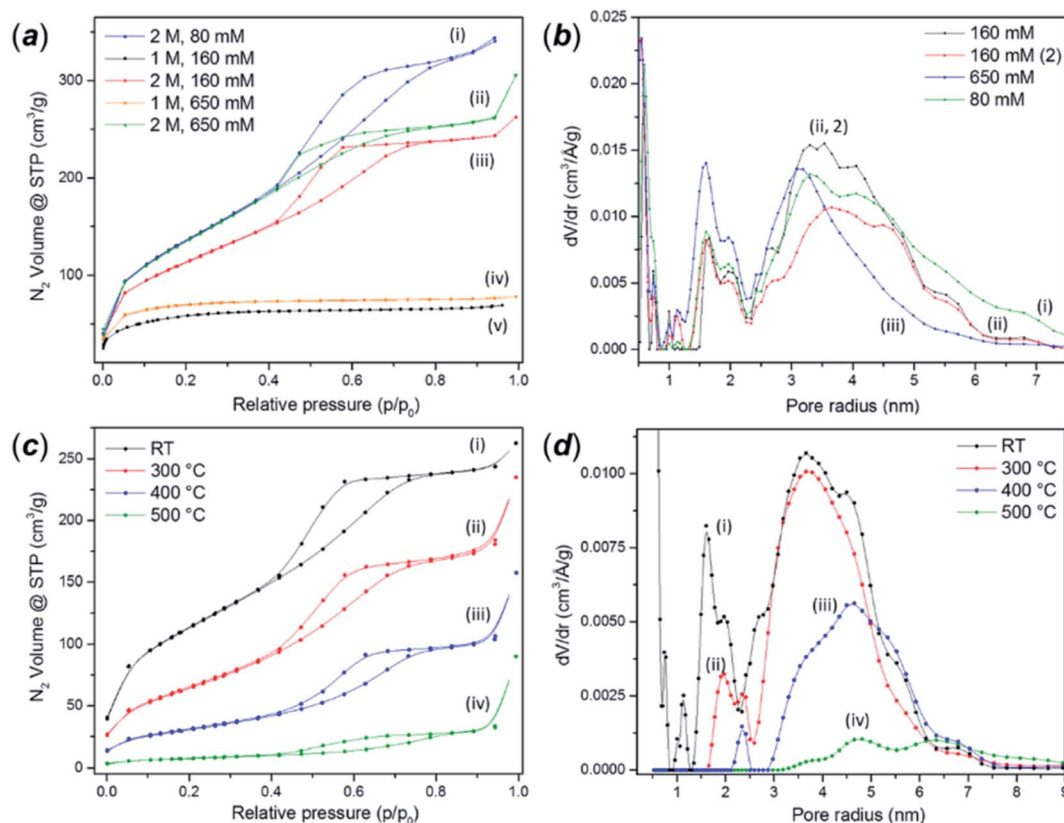 (a)
2 M, 80 mM
1 M, 160 mM
2 M, 160 mM
1 M, 650 mM
2 M, 650 mM
(i)
(ii)
(iii)
(iv)
(v)
300
200
100
0
0.0 0.2 0.4 0.6 0.8 1.0
N2 Volume @ STP (cm3/g)
Relative pressure (p/p0)
(b)
160 mM
160 mM (2)
650 mM
80 mM
(ii, 2)
(i)
(ii)
(iii)
0.025
0.020
0.015
0.010
0.005
0.000
1 2 3 4 5 6 7
dV/dr (cm3/Å/g)
Pore radius (nm)
(c)
RT
300 °C
400 °C
500 °C
(i)
(ii)
(iii)
(iv)
250
200
150
100
50
0
0.0 0.2 0.4 0.6 0.8 1.0
N2 Volume @ STP (cm3/g)
Relative pressure (p/p0)
(d)
RT
300 °C
400 °C
500 °C
(i)
(ii)
(iii)
(iv)
0.0100
0.0075
0.0050
0.0025
0.0000
1 2 3 4 5 6 7 8 9
dV/dr (cm3/Å/g)
Pore radius (nm)